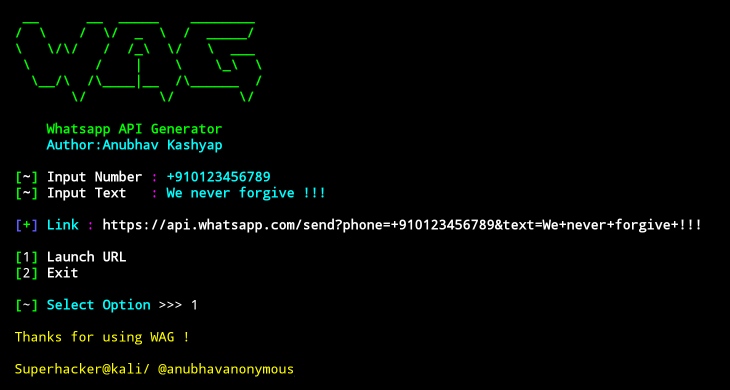 WAG
Whatsapp API Generator
Author:Anubhav Kashyap
[~] Input Number : +910123456789
[~] Input Text : We never forgive !!!
[+] Link : https://api.whatsapp.com/send?phone=+910123456789&text=We+never+forgive+!!!
[1] Launch URL
[2] Exit
[~] Select Option >>> 1
Thanks for using WAG !
Superhacker@kali/ @anubhavanonymous